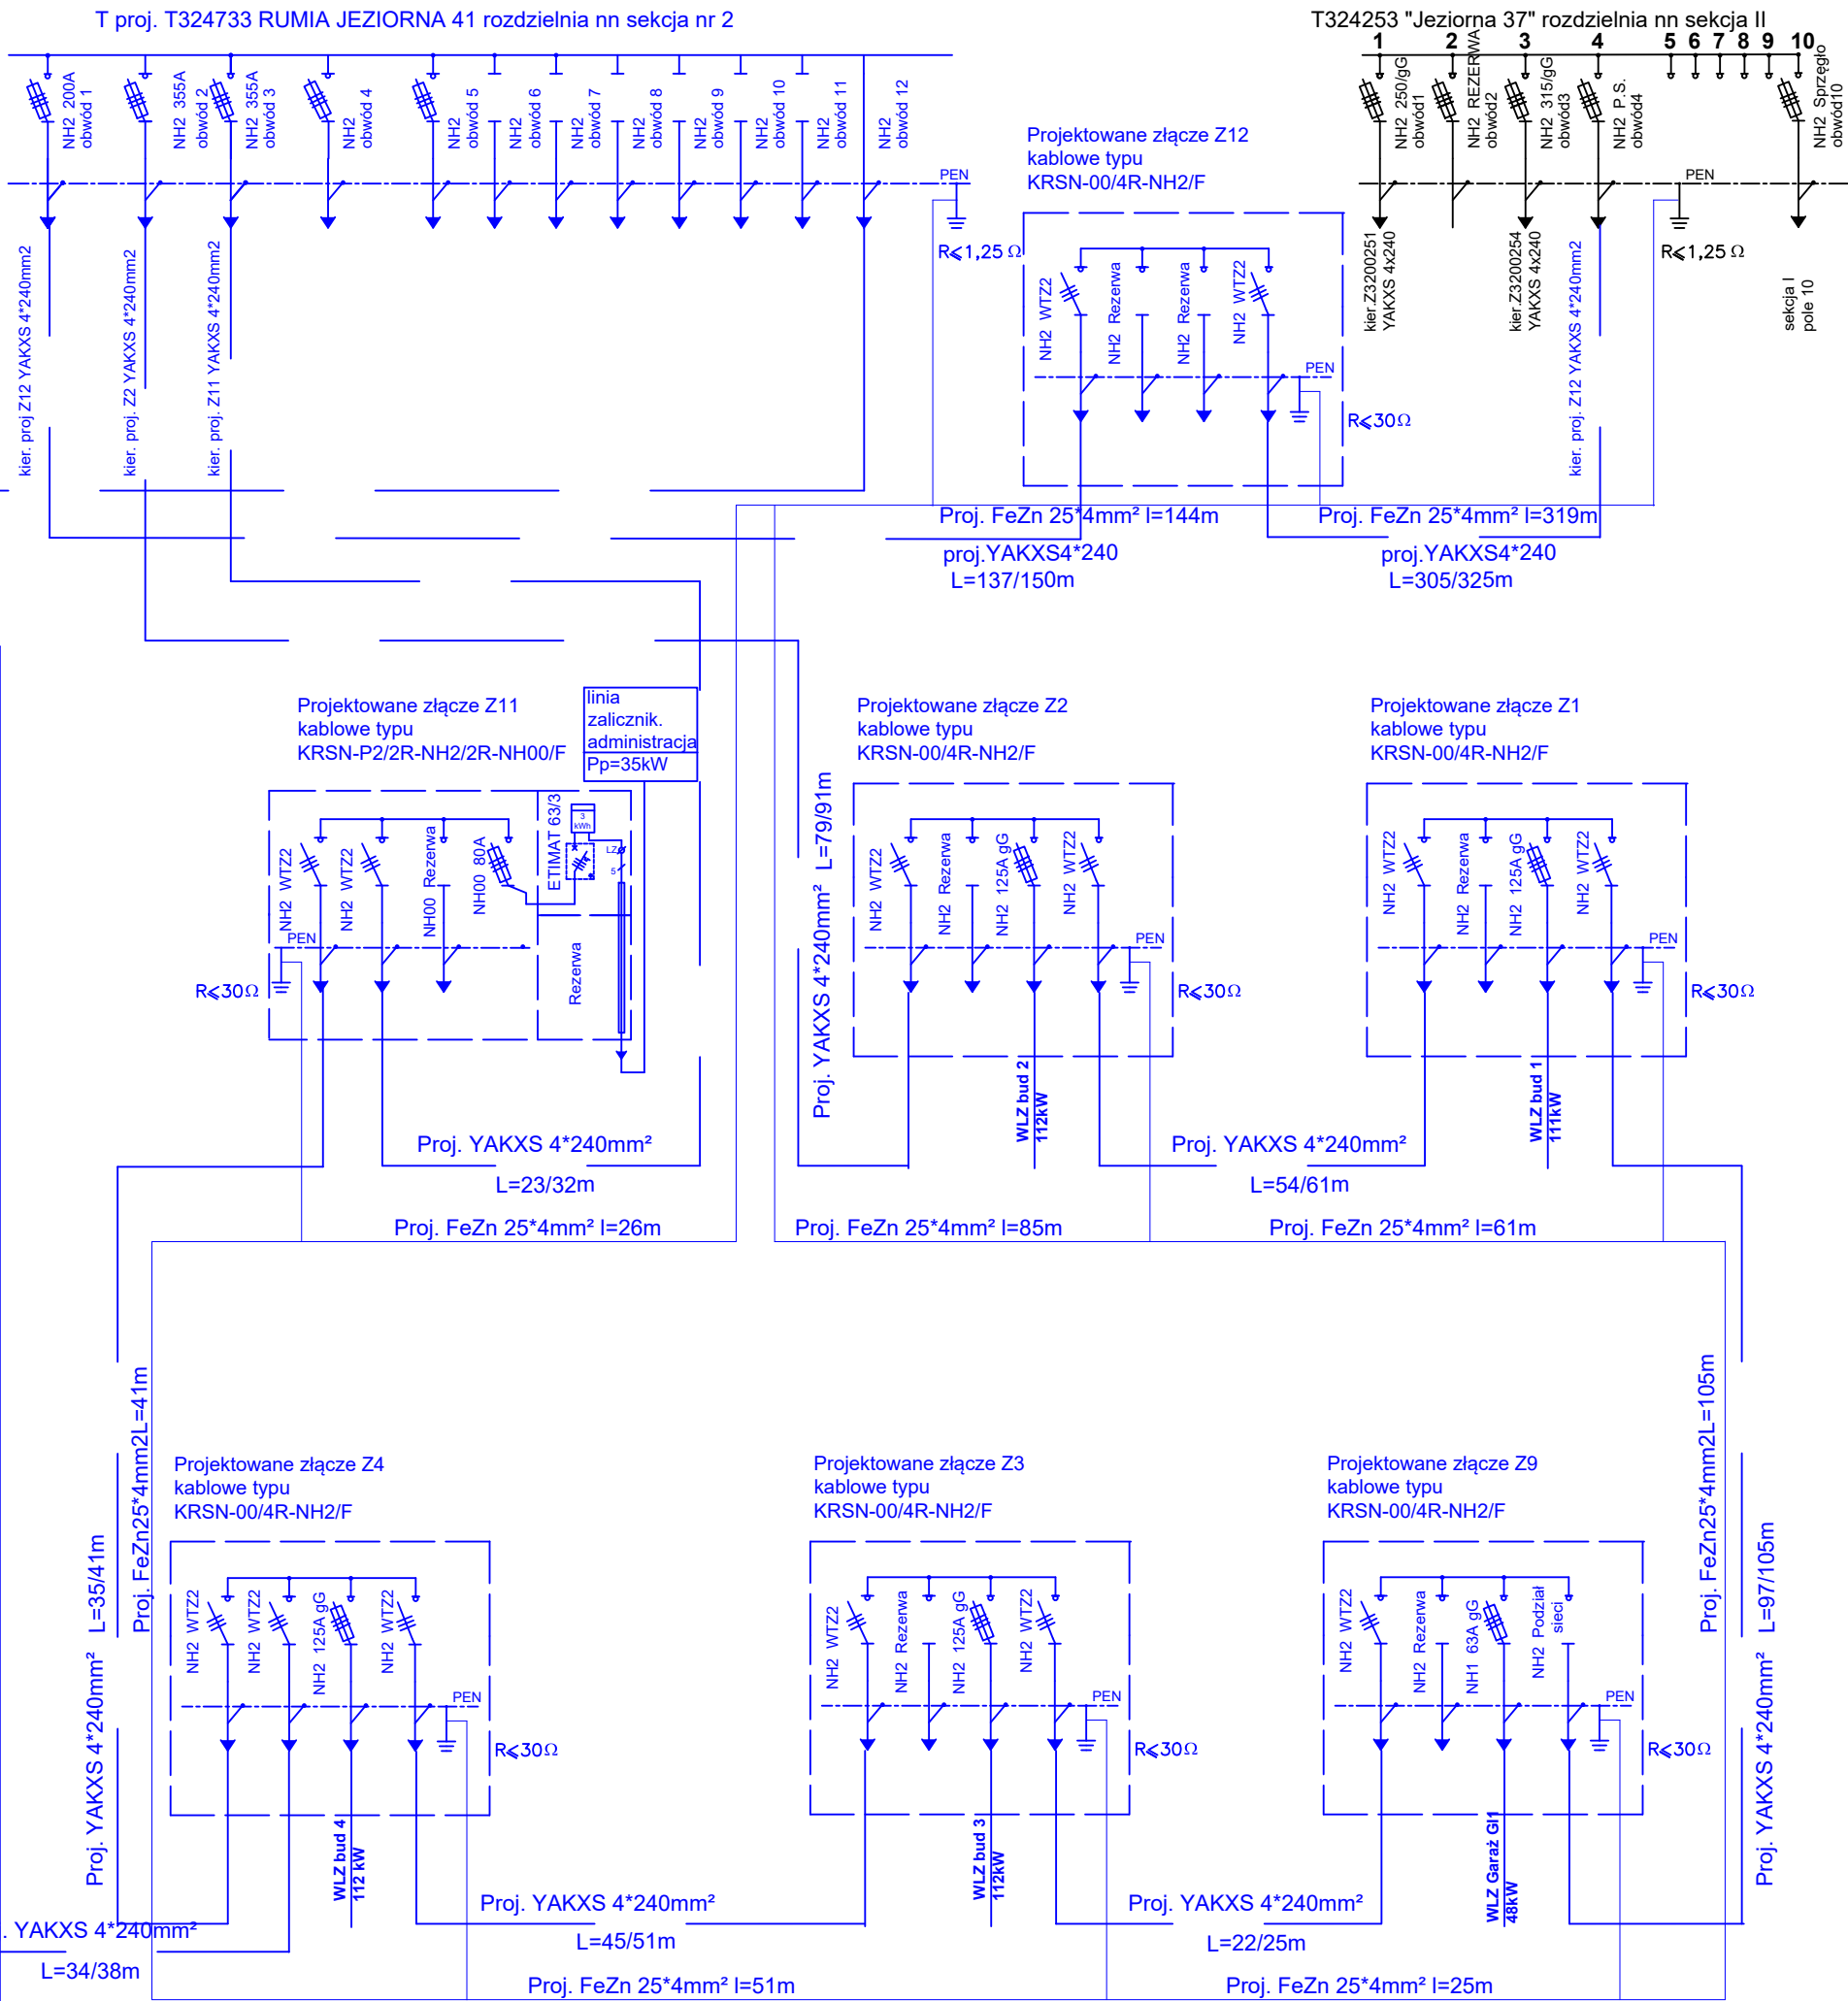 T proj. T324733 RUMIA JEZIORNA 41 rozdzielnia nn sekcja nr 2
T324253 "Jeziorna 37" rozdzielnia nn sekcja II
1 2 3 4 5 6 7 8 9 10
NH2 200A
obwód 1
NH2 355A
obwód 2
NH2 355A
obwód 3
NH2
obwód 4
NH2
obwód 5
NH2
obwód 6
NH2
obwód 7
NH2
obwód 8
NH2
obwód 9
NH2
obwód 10
NH2
obwód 11
NH2
obwód 12
PEN
R⩽1,25 Ω
kier. proj Z12 YAKXS 4*240mm2
kier. proj. Z2 YAKXS 4*240mm2
kier. proj. Z11 YAKXS 4*240mm2
NH2 250/gG
obwód1
NH2 REZERWA
obwód2
NH2 315/gG
obwód3
NH2 P.S.
obwód4
NH2 Sprzęgło
obwód10
PEN
R⩽1,25 Ω
kier.Z3200251
YAKXS 4x240
kier.Z3200254
YAKXS 4x240
kier. proj. Z12 YAKXS 4*240mm2
sekcja I
pole 10
Projektowane złącze Z12
kablowe typu
KRSN-00/4R-NH2/F
NH2 WTZ2
NH2 Rezerwa
NH2 Rezerwa
NH2 WTZ2
PEN
R⩽30Ω
Proj. FeZn 25*4mm² l=144m
Proj. FeZn 25*4mm² l=319m
proj.YAKXS4*240
L=137/150m
proj.YAKXS4*240
L=305/325m
Projektowane złącze Z11
kablowe typu
KRSN-P2/2R-NH2/2R-NH00/F
linia
zalicznik.
administracja
Pp=35kW
NH2 WTZ2
NH2 WTZ2
NH00 Rezerwa
NH00 80A
ETIMAT 63/3
3
kWh
LZ
5
Rezerwa
PEN
R⩽30Ω
Proj. YAKXS 4*240mm²
L=23/32m
Proj. FeZn 25*4mm² l=26m
Proj. YAKXS 4*240mm² L=79/91m
Projektowane złącze Z2
kablowe typu
KRSN-00/4R-NH2/F
NH2 WTZ2
NH2 Rezerwa
NH2 125A gG
NH2 WTZ2
PEN
R⩽30Ω
WLZ bud 2
112kW
Proj. FeZn 25*4mm² l=85m
Proj. YAKXS 4*240mm²
L=54/61m
Proj. FeZn 25*4mm² l=61m
Projektowane złącze Z1
kablowe typu
KRSN-00/4R-NH2/F
NH2 WTZ2
NH2 Rezerwa
NH2 125A gG
NH2 WTZ2
PEN
R⩽30Ω
WLZ bud 1
111kW
Proj. YAKXS 4*240mm² L=35/41m
Proj. FeZn25*4mm2L=41m
Projektowane złącze Z4
kablowe typu
KRSN-00/4R-NH2/F
NH2 WTZ2
NH2 WTZ2
NH2 125A gG
NH2 WTZ2
PEN
R⩽30Ω
WLZ bud 4
112 kW
. YAKXS 4*240mm²
L=34/38m
Proj. YAKXS 4*240mm²
L=45/51m
Proj. FeZn 25*4mm² l=51m
Projektowane złącze Z3
kablowe typu
KRSN-00/4R-NH2/F
NH2 WTZ2
NH2 Rezerwa
NH2 125A gG
NH2 WTZ2
PEN
R⩽30Ω
WLZ bud 3
112kW
Proj. YAKXS 4*240mm²
L=22/25m
Proj. FeZn 25*4mm² l=25m
Projektowane złącze Z9
kablowe typu
KRSN-00/4R-NH2/F
NH2 WTZ2
NH2 Rezerwa
NH1 63A gG
NH2 Podział
sieci
PEN
R⩽30Ω
WLZ Garaż GI1
48kW
Proj. FeZn25*4mm2L=105m
Proj. YAKXS 4*240mm² L=97/105m